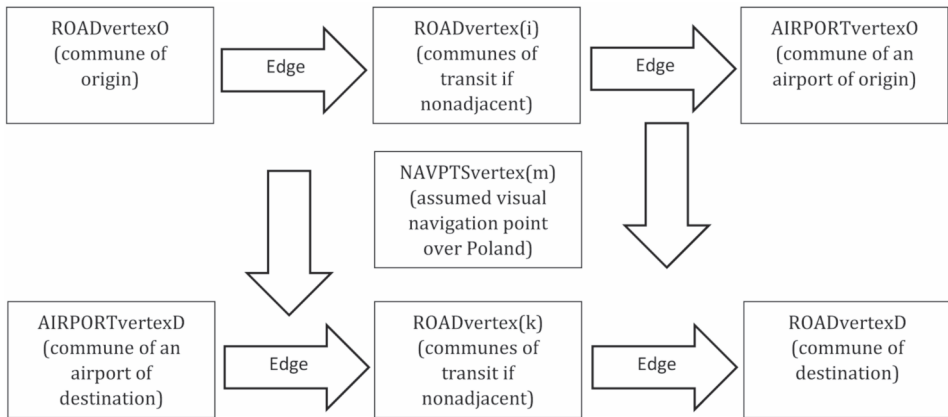 ROADvertexO
(commune of
origin)
Edge
ROADvertex(i)
(communes of
transit if
nonadjacent)
Edge
AIRPORTvertexO
(commune of an
airport of origin)
NAVPTSvertex(m)
(assumed visual
navigation point
over Poland)
AIRPORTvertexD
(commune of an
airport of
destination)
Edge
ROADvertex(k)
(communes of
transit if
nonadjacent)
Edge
ROADvertexD
(commune of
destination)